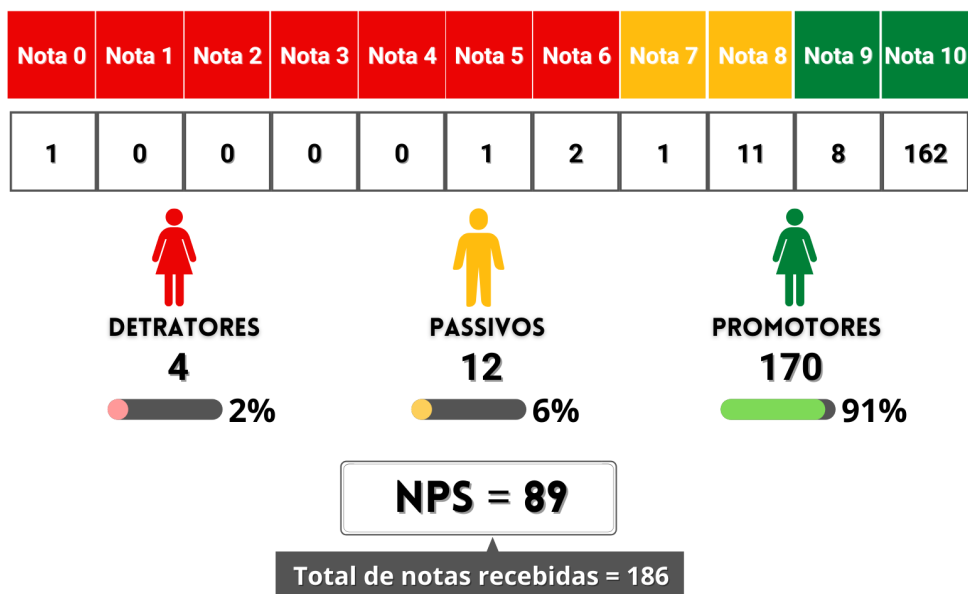 Nota 0 Nota 1 Nota 2 Nota 3 Nota 4 Nota 5 Nota 6 Nota 7 Nota 8 Nota 9 Nota 10
1 0 0 0 0 1 2 1 11 8 162
DETRATORES PASSIVOS PROMOTORES
4 12 170
2% 6% 91%
NPS = 89
Total de notas recebidas = 186